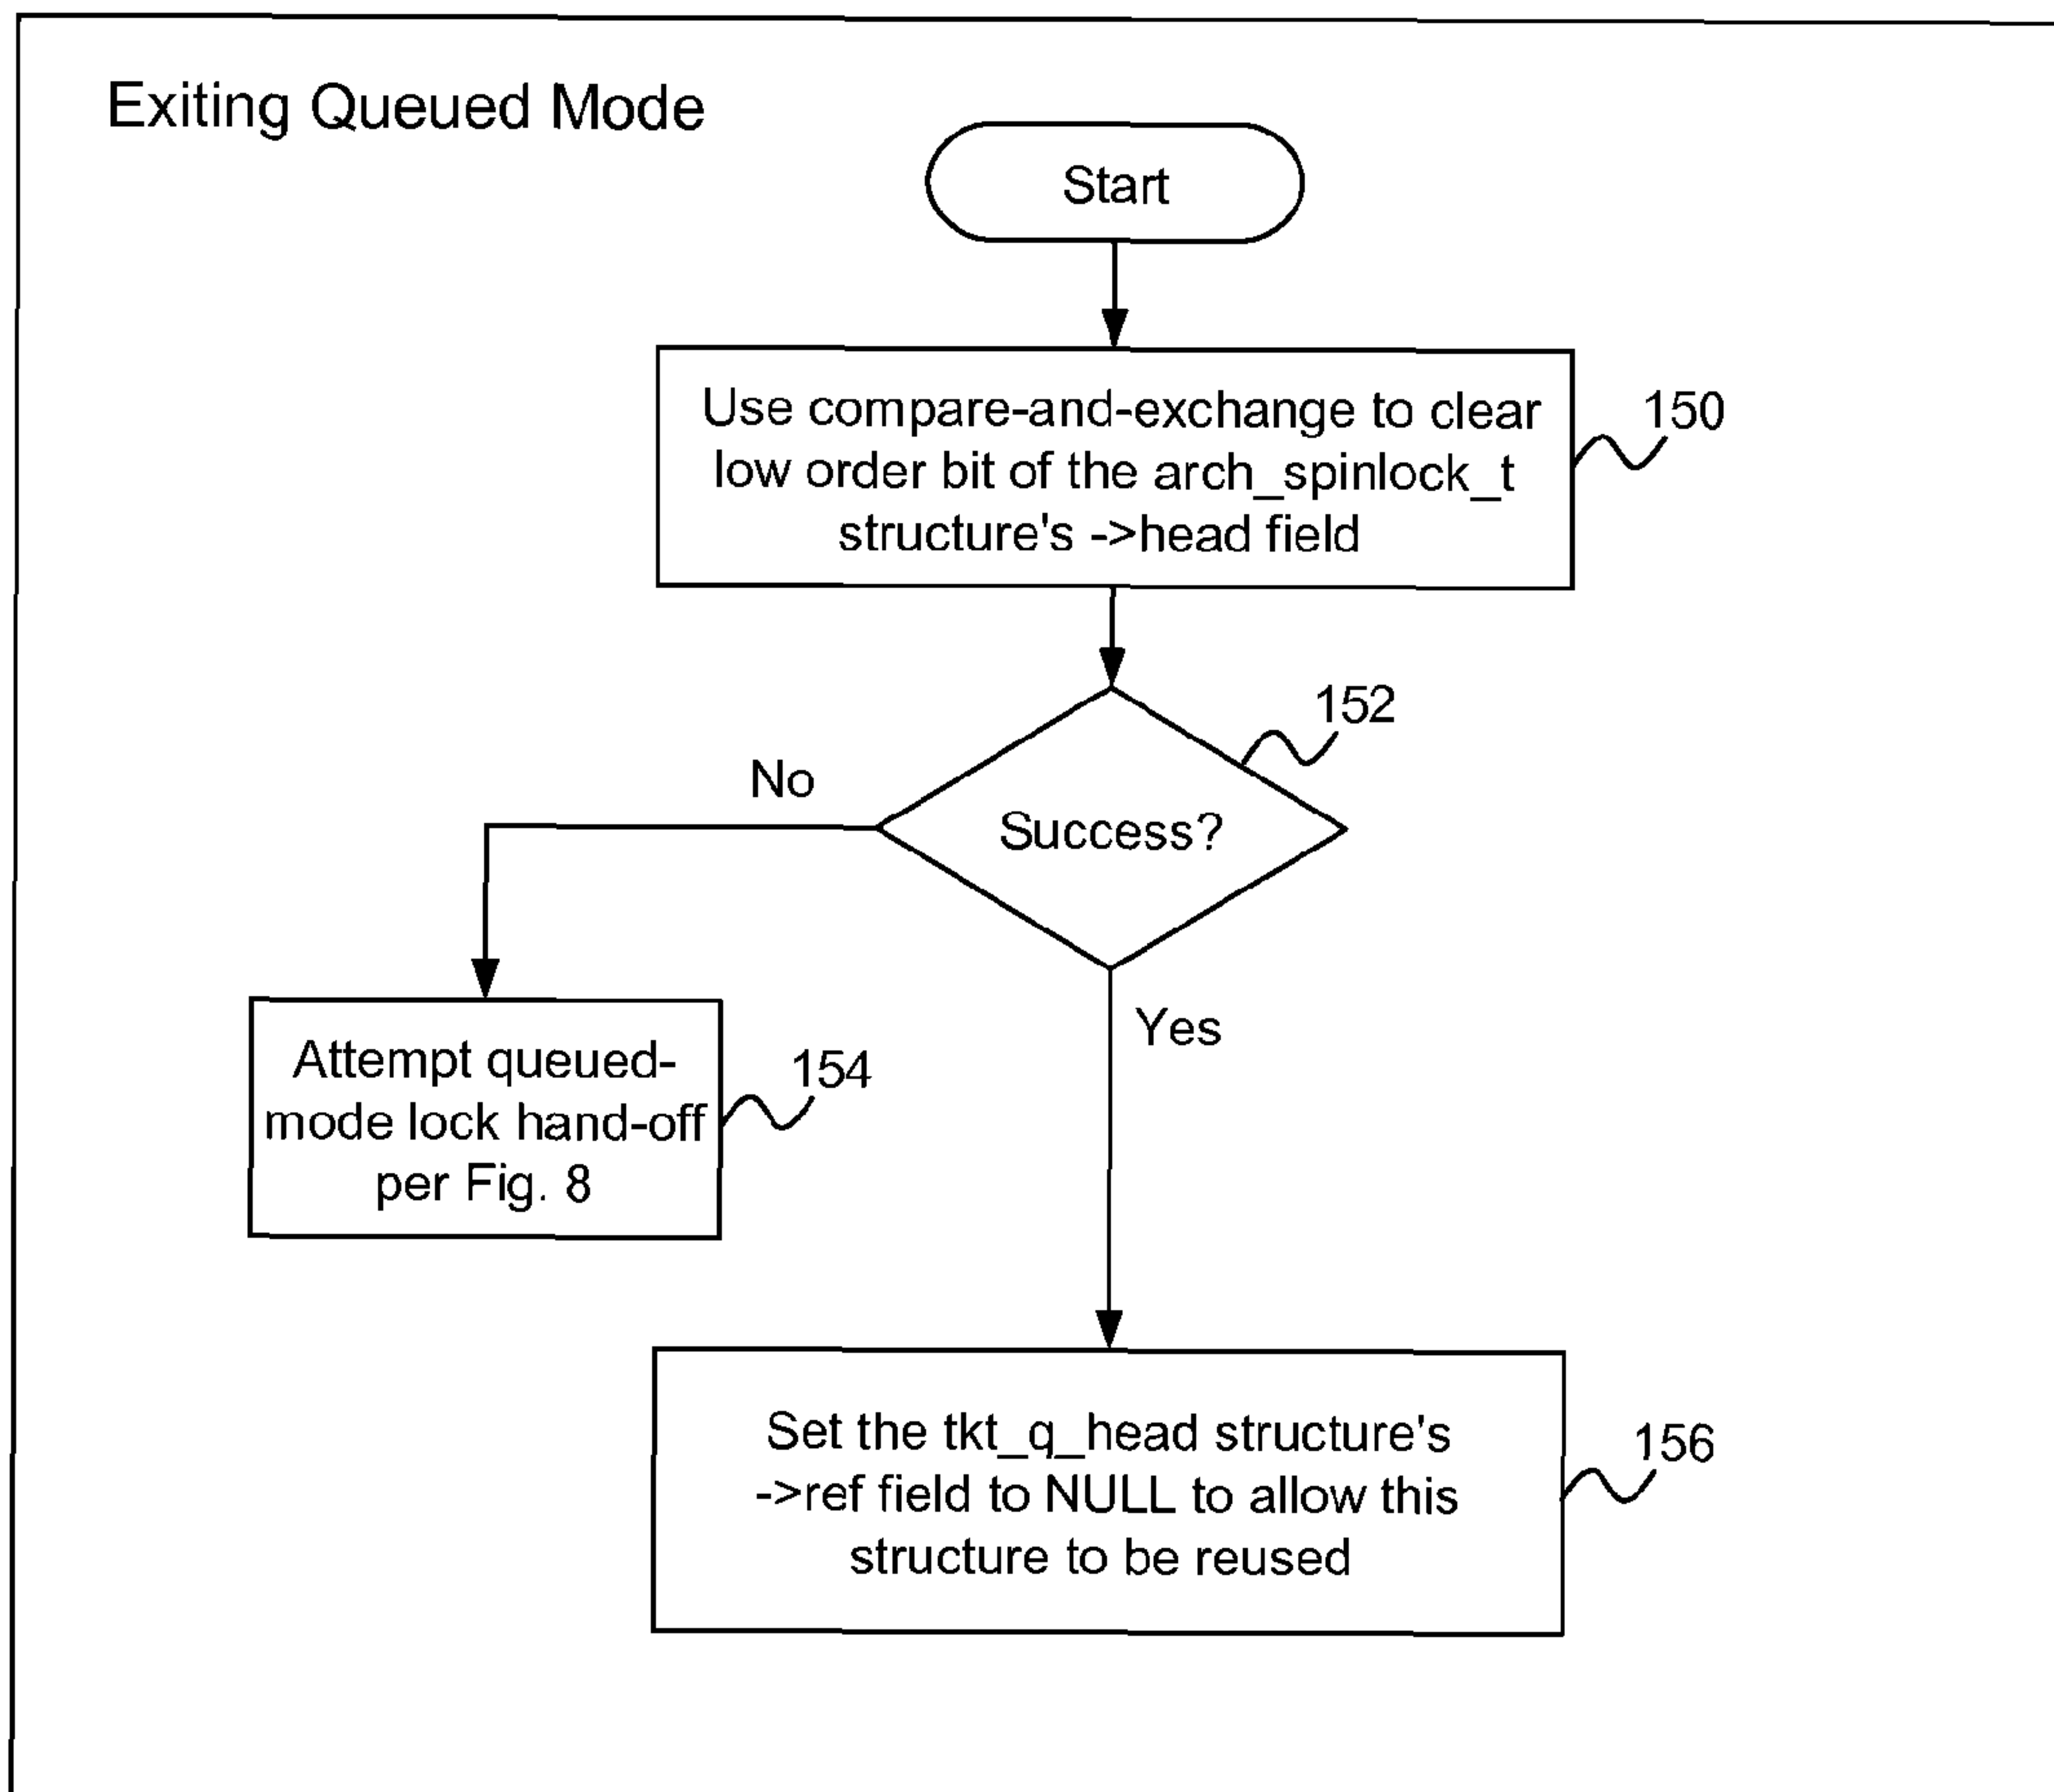 Exiting Queued Mode
Start
Use compare-and-exchange to clear
low order bit of the arch_spinlock_t
structure's ->head field
150
152
No
Success?
Yes
Attempt queued-
mode lock hand-off
per Fig. 8
154
Set the tkt_q_head structure's
->ref field to NULL to allow this
structure to be reused
156